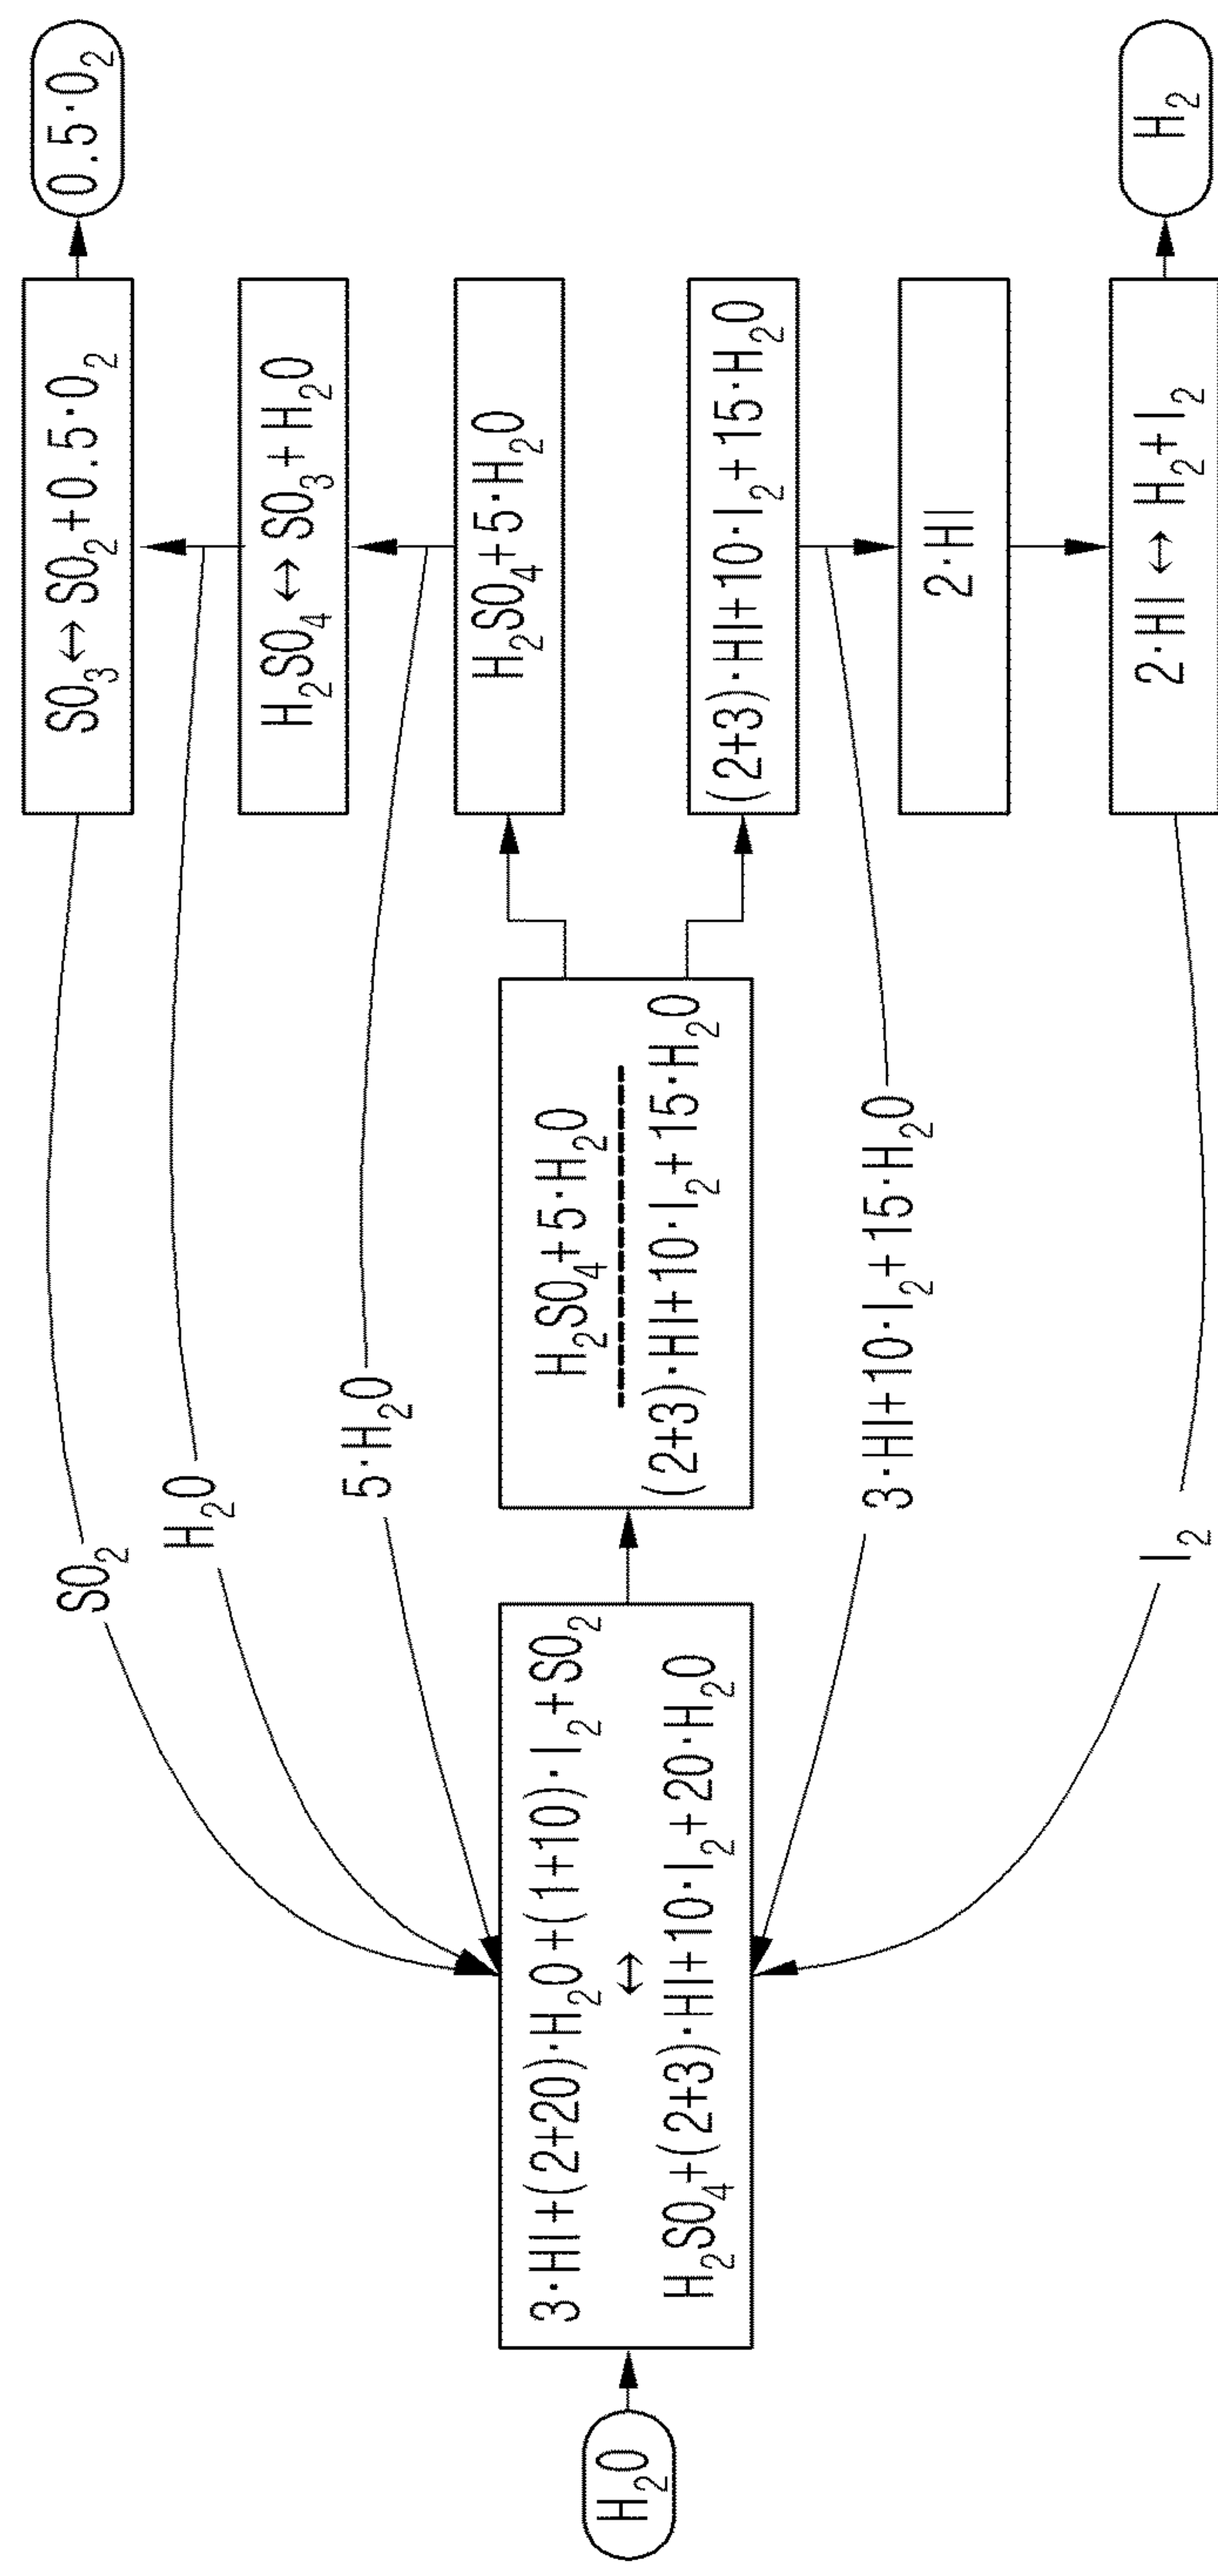 0.5·O₂
SO₃ ↔ SO₂ + 0.5·O₂
H₂SO₄ ↔ SO₃ + H₂O
H₂SO₄ + 5·H₂O
(2+3)·HI+10·I₂+15·H₂O
2·HI
2·HI ↔ H₂+I₂
H₂
H₂SO₄+5·H₂O
(2+3)·HI+10·I₂+15·H₂O
SO₂
H₂O
5·H₂O
3·HI+10·I₂+15·H₂O
I₂
3·HI+(2+20)·H₂O+(1+10)·I₂+SO₂
↔
H₂SO₄+(2+3)·HI+10·I₂+20·H₂O
H₂O